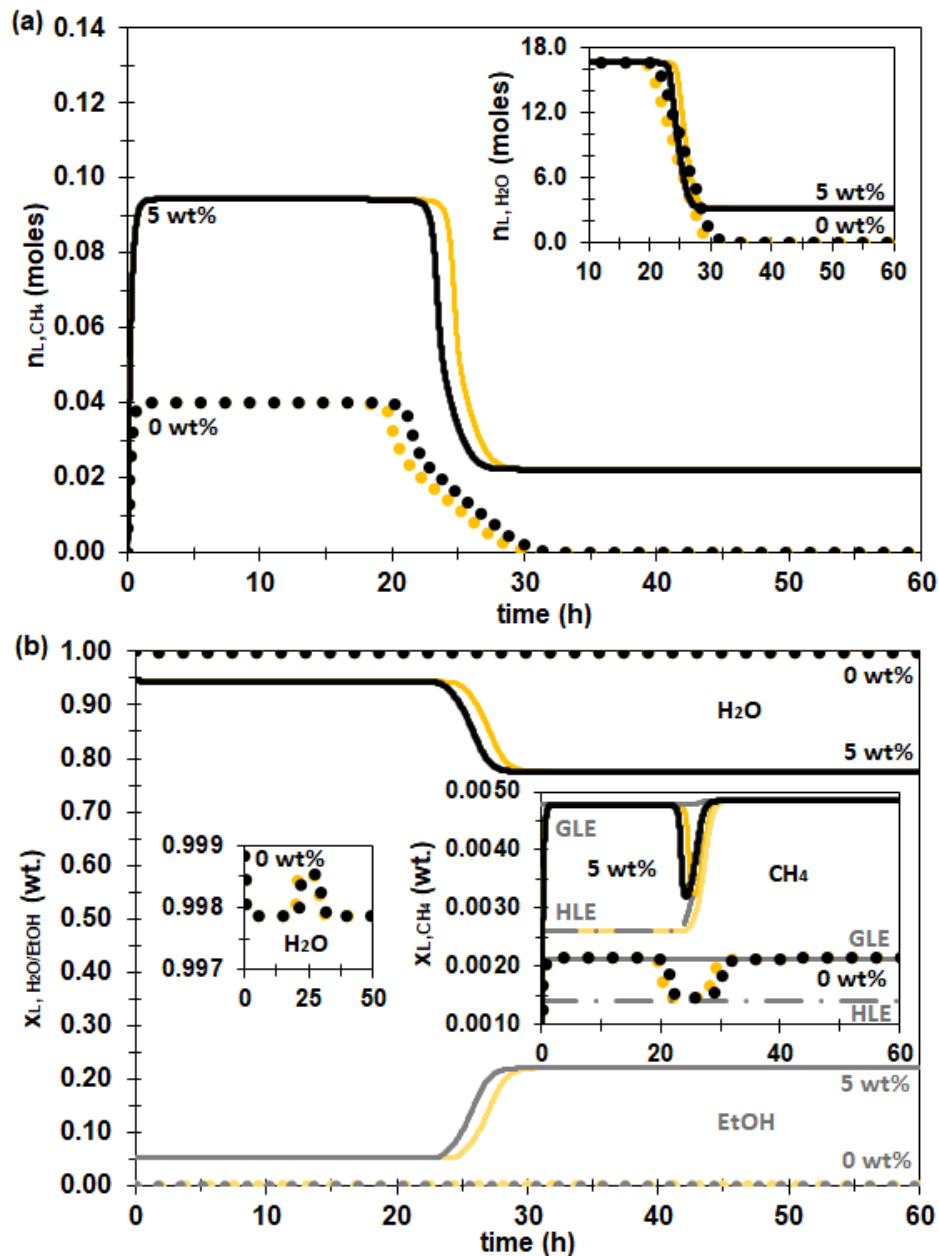 (a)
0.14
0.12
0.10
0.08
0.06
0.04
0.02
0.00
nL,CH₄ (moles)
5 wt%
0 wt%
0 10 20 30 40 50 60
time (h)
18.0
12.0
6.0
0.0
nL,H2O (moles)
5 wt%
0 wt%
10 20 30 40 50 60
(b)
1.00
0.90
0.80
0.70
0.60
0.50
0.40
0.30
0.20
0.10
0.00
xL, H2O/EtOH (wt.)
0 wt%
H2O
5 wt%
0.999
0.998
0.997
0 wt%
H2O
0 25 50
0.0050
0.0040
0.0030
0.0020
0.0010
xL,CH₄ (wt.)
GLE
5 wt%
CH₄
HLE
GLE
0 wt%
HLE
0 20 40 60
5 wt%
EtOH
0 wt%
0 10 20 30 40 50 60
time (h)